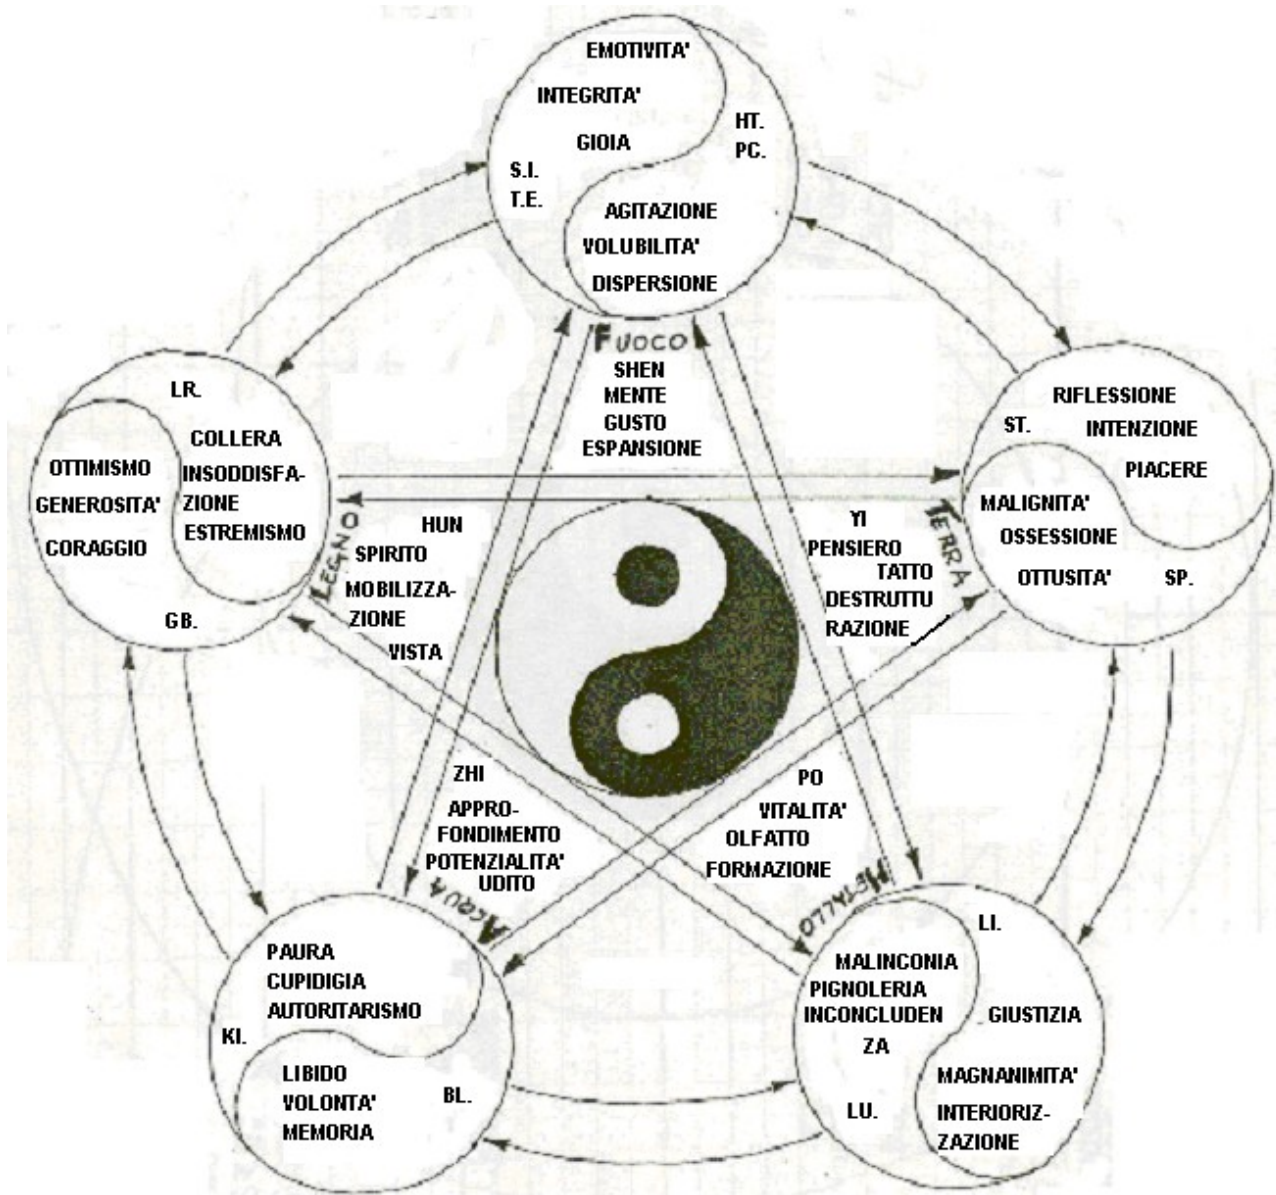 EMOTIVITA'
INTEGRITA'
GIOIA
HT.
PC.
S.I.
T.E.
AGITAZIONE
VOLUBILITA'
DISPERSIONE
FUOCO
SHEN
MENTE
GUSTO
ESPANSIONE
LR.
COLLERA
INSODDISFA-
ZIONE
ESTREMISMO
OTTIMISMO
GENEROSITA'
CORAGGIO
GB.
LEGNO
HUN
SPIRITO
MOBILIZZA-
ZIONE
VISTA
RIFLESSIONE
ST.
INTENZIONE
PIACERE
MALIGNITA'
OSSESSIONE
OTTUSITA'
SP.
TERRA
YI
PENSIERO
TATTO
DESTRUTTU
RAZIONE
ZHI
APPRO-
FONDIMENTO
POTENZIALITA'
UDITO
ACQUA
PAURA
CUPIDIGIA
AUTORITARISMO
KI.
LIBIDO
VOLONTA'
MEMORIA
BL.
PO
VITALITA'
OLFATTO
FORMAZIONE
METALLO
LI.
MALINCONIA
PIGNOLERIA
INCONCLUDEN
ZA
LU.
GIUSTIZIA
MAGNANIMITA'
INTERIORIZ-
ZAZIONE